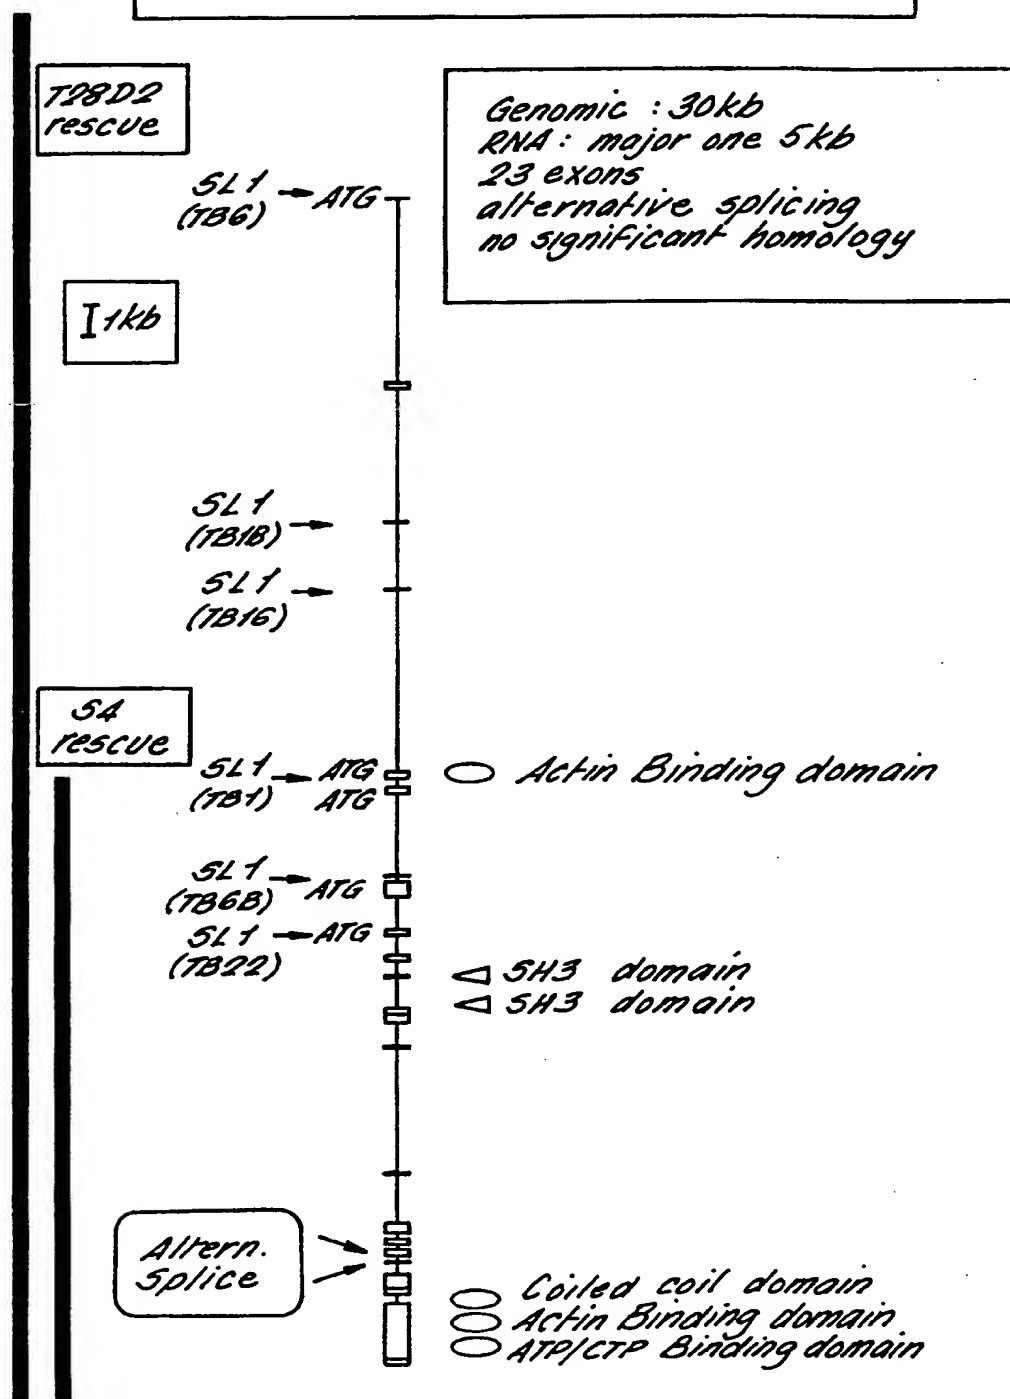 T28D2
rescue
Genomic : 30kb
RNA : major one 5kb
23 exons
alternative splicing
no significant homology
SL1
(TB6)
ATG
I 1kb
SL1
(TB1B)
SL1
(TB16)
S4
rescue
SL1
(TB1)
ATG
ATG
Actin Binding domain
SL1
(TB6B)
ATG
SL1
(TB22)
ATG
SH3 domain
SH3 domain
Altern.
Splice
Coiled coil domain
Actin Binding domain
ATP/CTP Binding domain